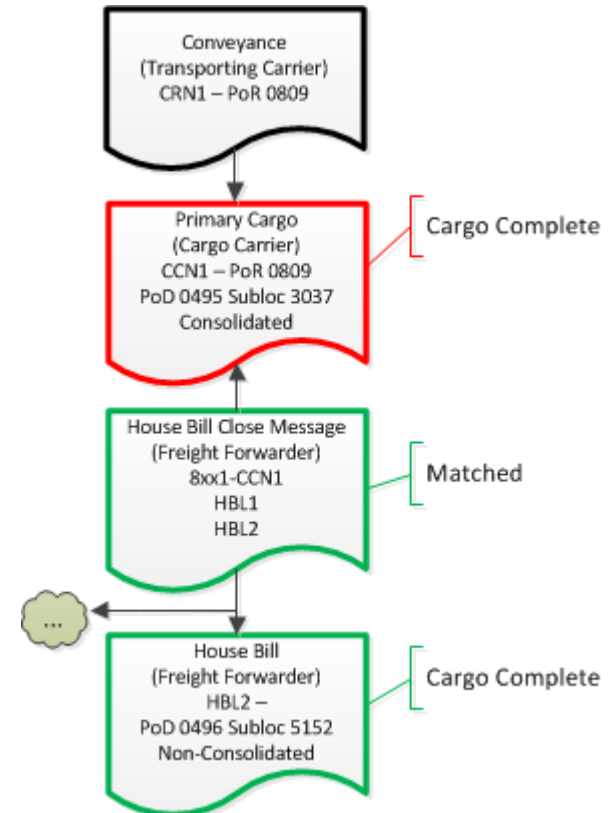 Conveyance
(Transporting Carrier)
CRN1 – PoR 0809
Primary Cargo
(Cargo Carrier)
CCN1 – PoR 0809
PoD 0495 Subloc 3037
Consolidated
Cargo Complete
House Bill Close Message
(Freight Forwarder)
8xx1-CCN1
HBL1
HBL2
Matched
...
House Bill
(Freight Forwarder)
HBL2 –
PoD 0496 Subloc 5152
Non-Consolidated
Cargo Complete